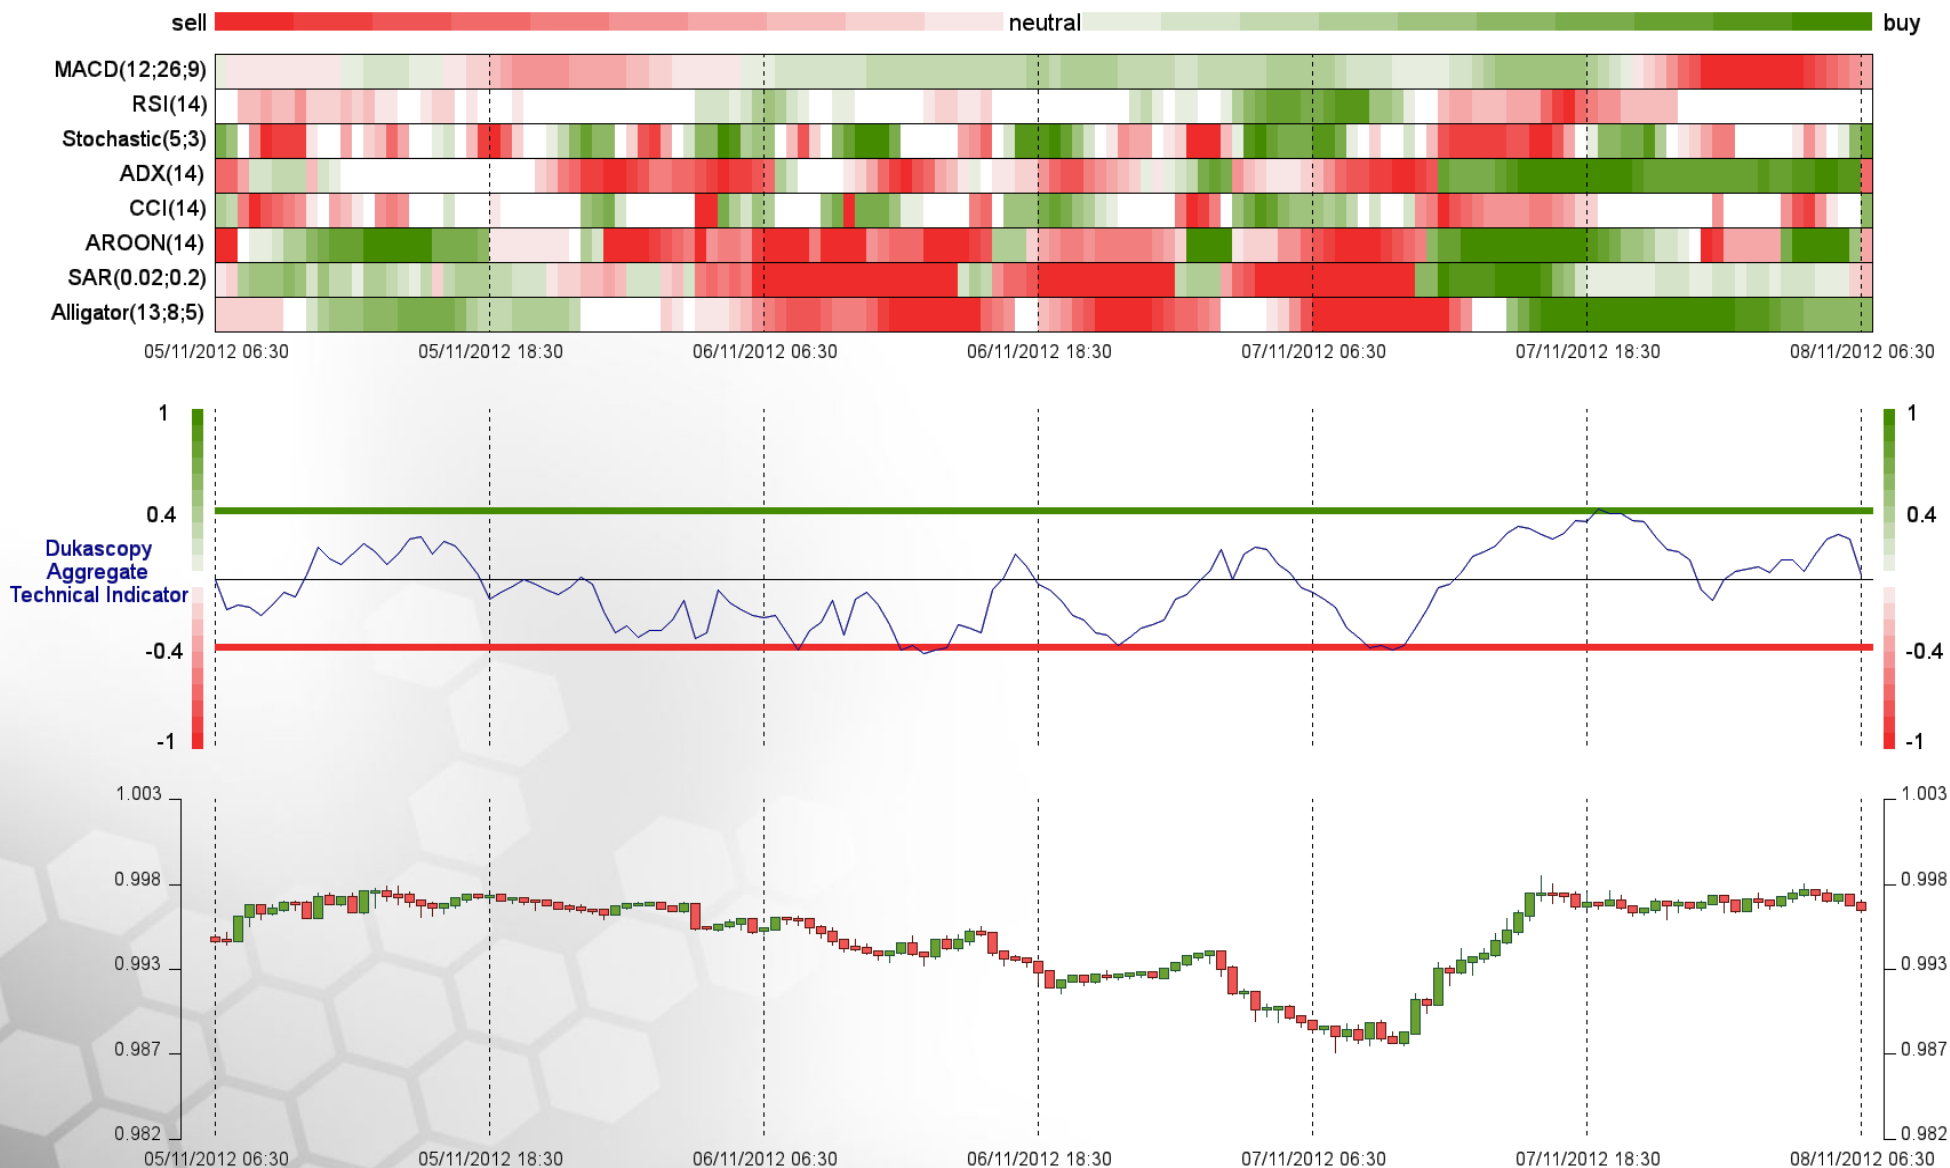 sell neutral buy
MACD(12;26;9)
RSI(14)
Stochastic(5;3)
ADX(14)
CCI(14)
AROON(14)
SAR(0.02;0.2)
Alligator(13;8;5)
05/11/2012 06:30 05/11/2012 18:30 06/11/2012 06:30 06/11/2012 18:30 07/11/2012 06:30 07/11/2012 18:30 08/11/2012 06:30
1 1
0.4 0.4
Dukascopy
Aggregate
Technical Indicator
-0.4 -0.4
-1 -1
1.003 1.003
0.998 0.998
0.993 0.993
0.987 0.987
0.982 0.982
05/11/2012 06:30 05/11/2012 18:30 06/11/2012 06:30 06/11/2012 18:30 07/11/2012 06:30 07/11/2012 18:30 08/11/2012 06:30